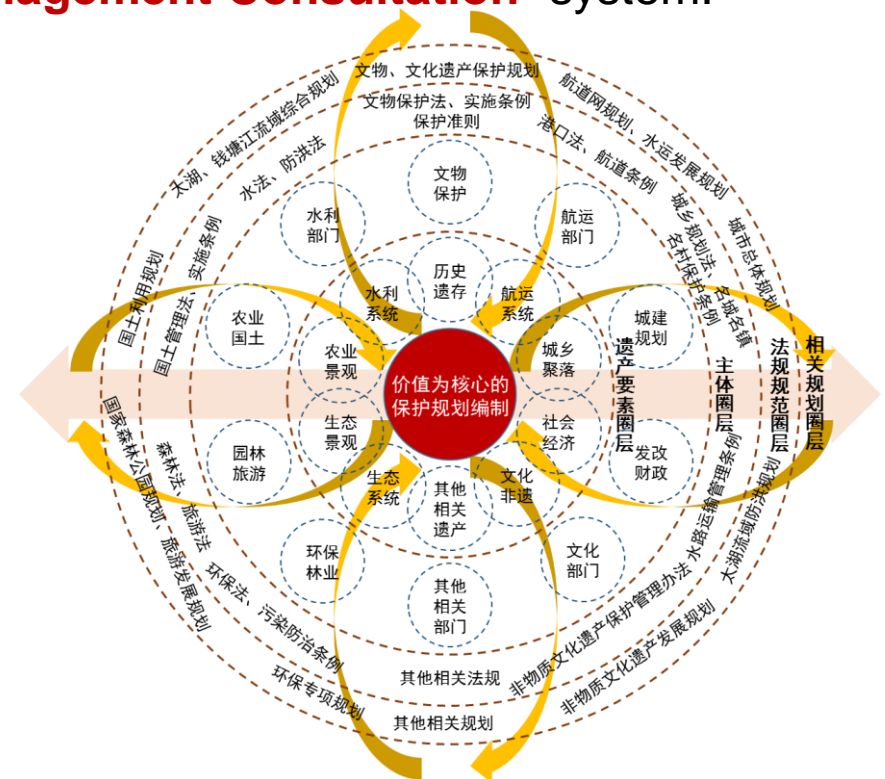 nagement Consultation" system.
文物、文化遗产保护规划
航道网规划、水运发展规划
太湖、钱塘江流域综合规划
文物保护法、实施条例
保护准则
港口法、航道条例
水法、防洪法
文物
保护
水利
部门
航运
部门
城乡规划法、名城名镇
名村保护条例
城市总体规划
国土利用规划
国土管理法 实施条例
历史
遗存
水利
系统
航运
系统
农业
国土
城建
规划
农业
景观
城乡
聚落
价值为核心的
保护规划编制
遗产要素圈层
主体圈层
法规规范圈层
相关规划圈层
生态
景观
社会
经济
园林
旅游
发改
财政
生态
系统
其他
相关
遗产
文化
非遗
国家森林公园规划、旅游发展规划
森林法 旅游法
环保法、污染防治条例
环保专项规划
环保
林业
文化
部门
其他
相关
部门
水路运输管理条例
太湖流域防洪规划
非物质文化遗产保护管理办法
非物质文化遗产发展规划
其他相关法规
其他相关规划